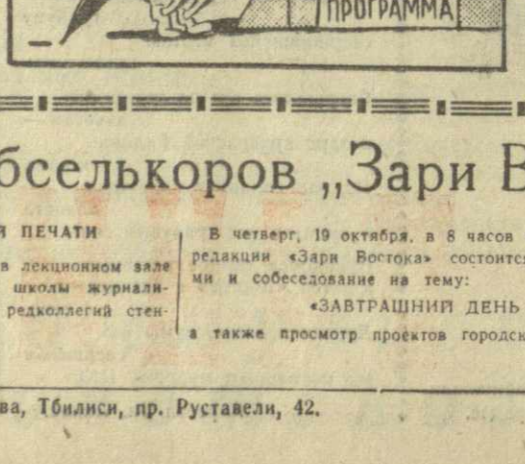 ПРОГРАММА
бселькоров „Зари В
Я ПЕЧАТИ
в лекционном зале
школы журнали-
редколлегий стен-
В четверг, 19 октября, в 8 часов
редакции «Зари Востока» состоитс
ми и собеседование на тему:
«ЗАВТРАШНИЙ ДЕНЬ
а также просмотр проектов городск
ва, Тбилиси, пр. Руставели, 42.